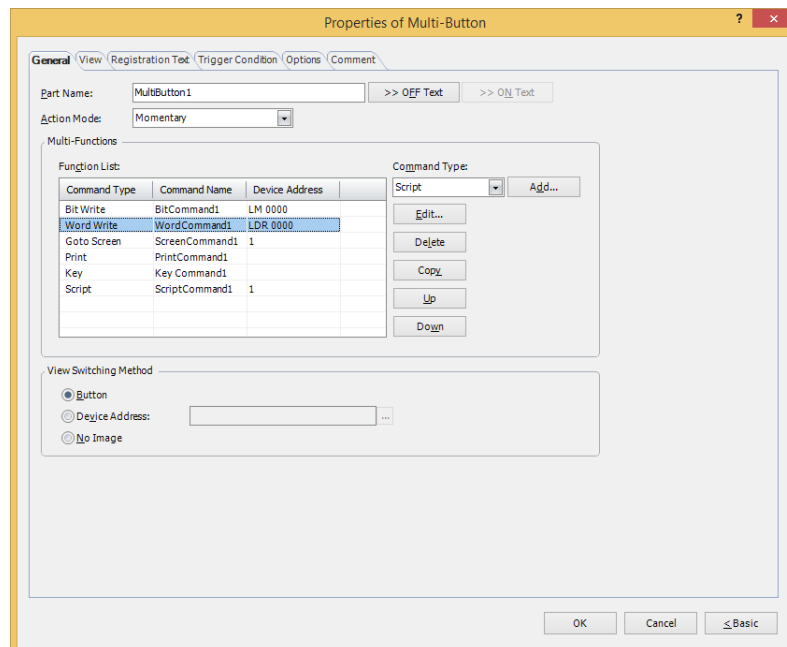 Properties of Multi-Button ? ×
General View Registration Text Trigger Condition Options Comment
Part Name: MultiButton1 >> OFF Text >> ON Text
Action Mode: Momentary
Multi-Functions
Function List: Command Type:
Command Type Command Name Device Address Script Add...
Bit Write BitCommand1 LM 0000
Edit...
Word Write WordCommand1 LDR 0000
Goto Screen ScreenCommand1 1 Delete
Print PrintCommand1
Key Key Command1 Copy
Script ScriptCommand1 1
Up
Down
View Switching Method
Button
Device Address: ...
No Image
OK Cancel < Basic